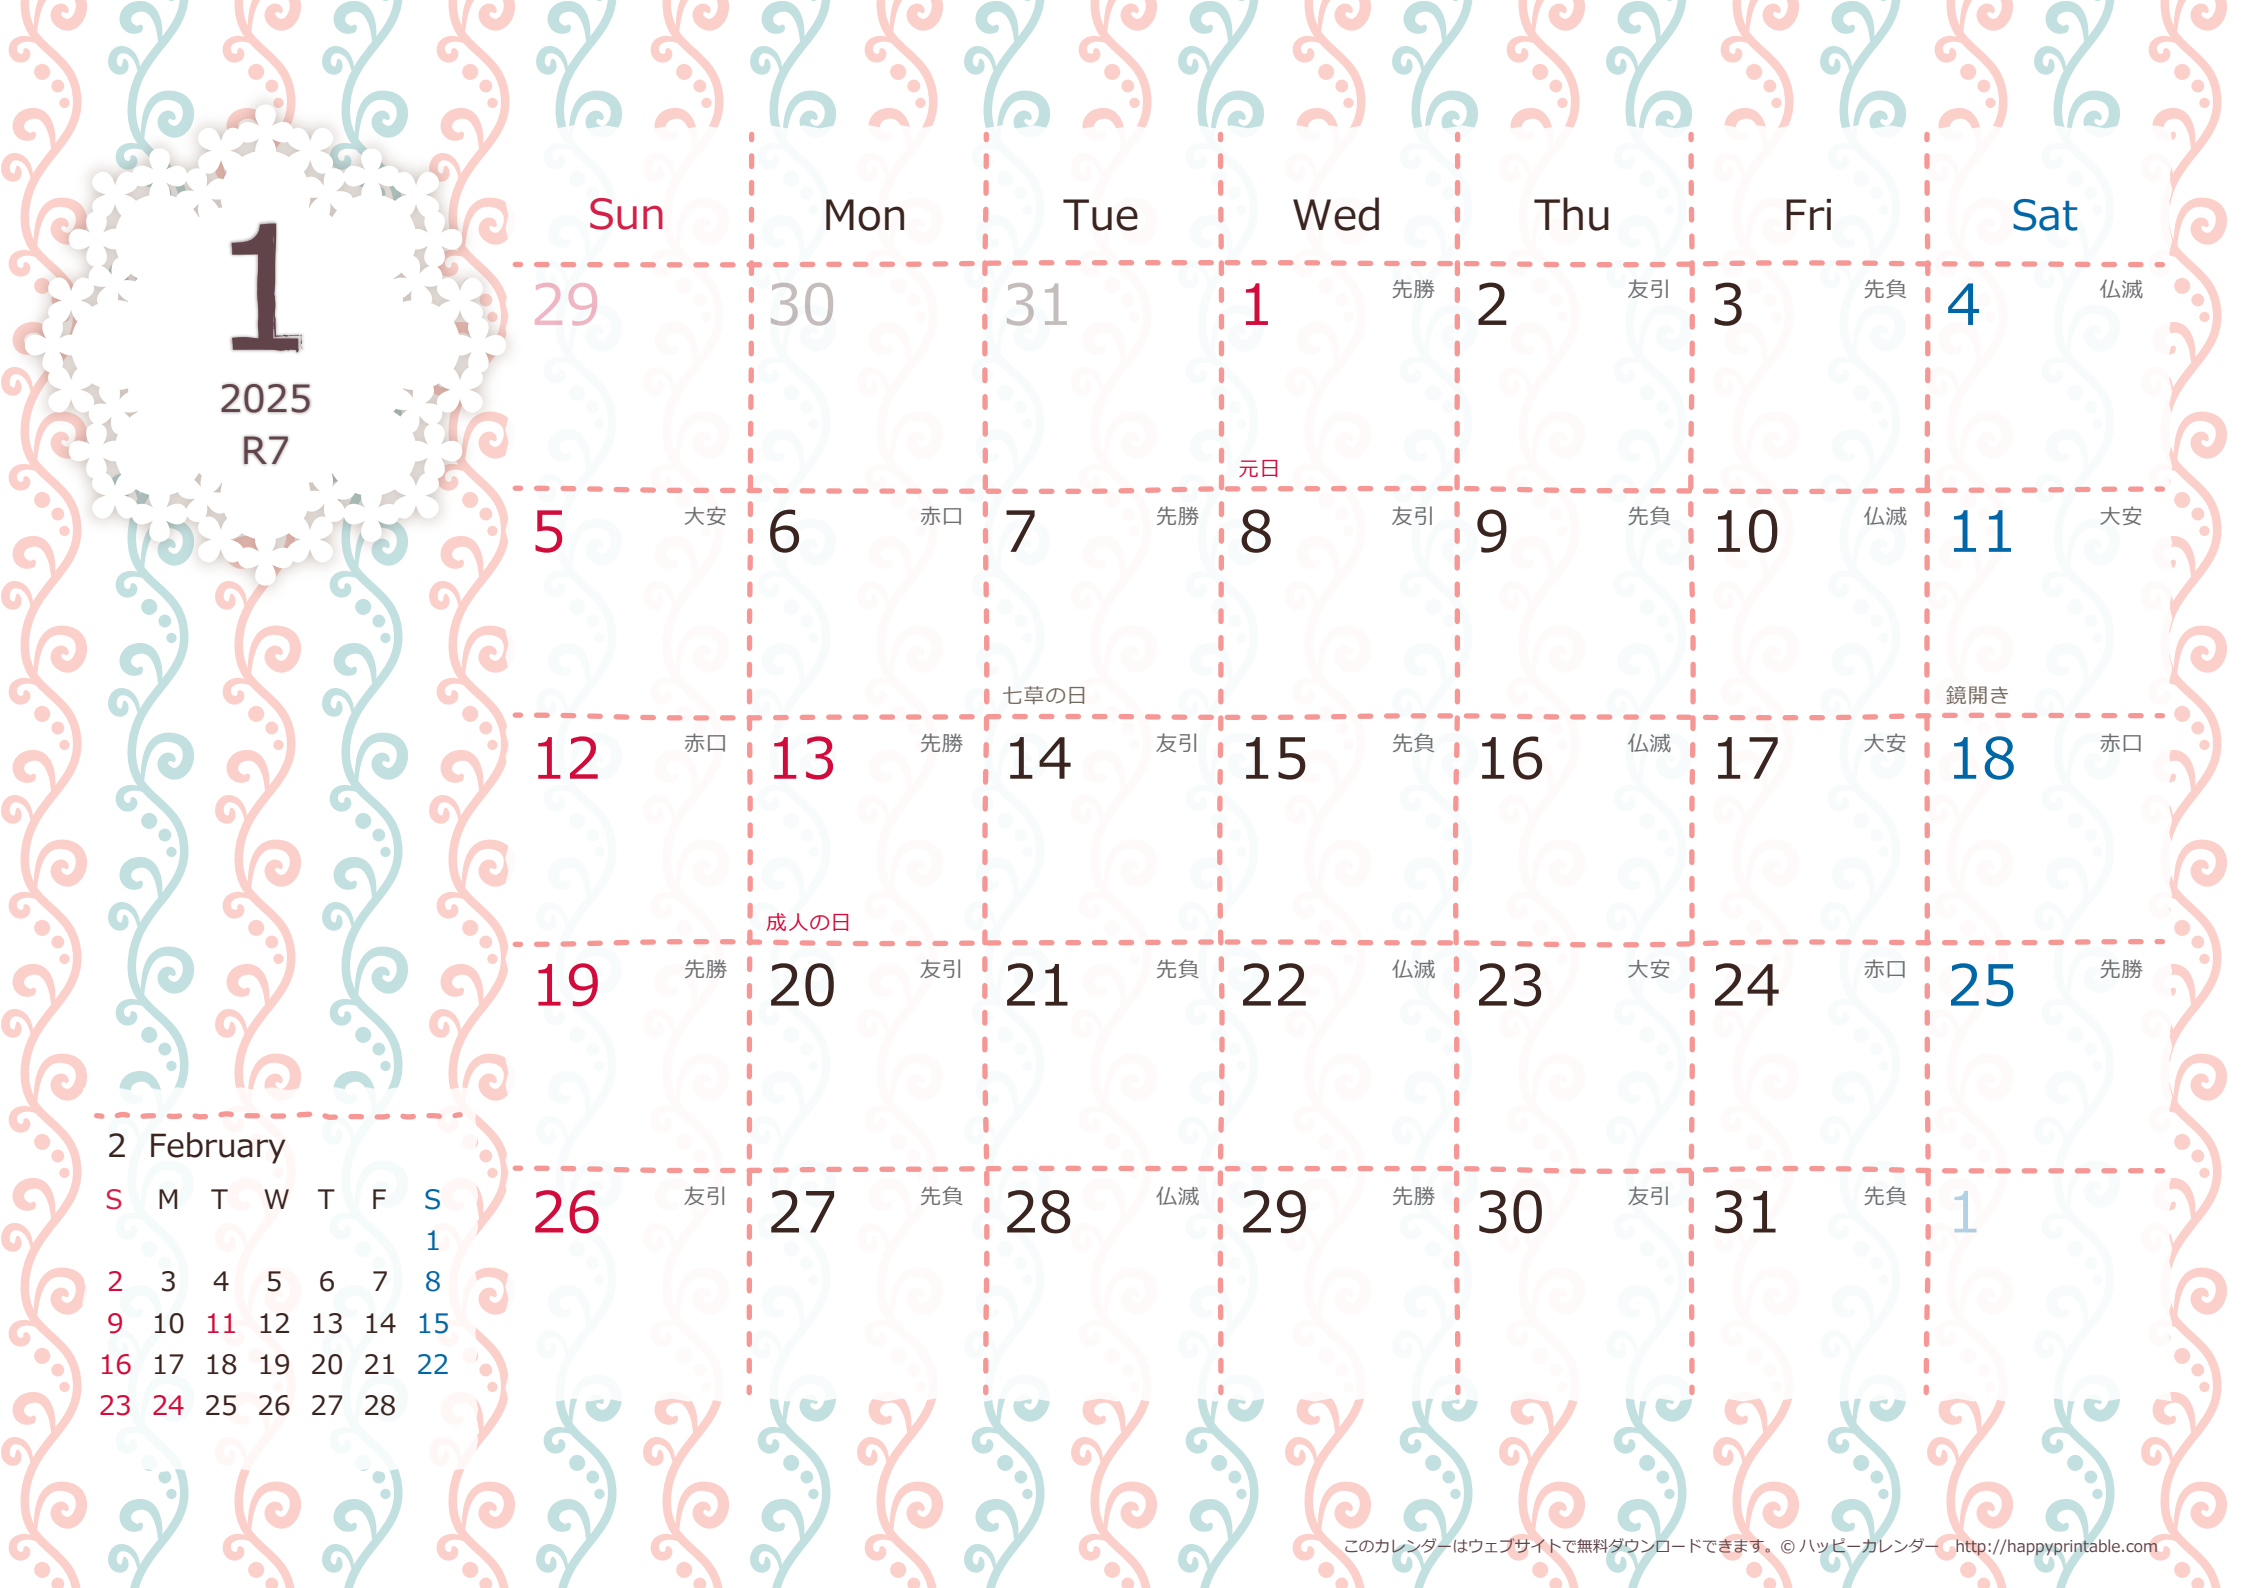 1
2025
R7
Sun Mon Tue Wed Thu Fri Sat
29 30 31 1 先勝 2 友引 3 先負 4 仏滅
元日
5 大安 6 赤口 7 先勝 8 友引 9 先負 10 仏滅 11 大安
七草の日 鏡開き
12 赤口 13 先勝 14 友引 15 先負 16 仏滅 17 大安 18 赤口
成人の日
19 先勝 20 友引 21 先負 22 仏滅 23 大安 24 赤口 25 先勝
26 友引 27 先負 28 仏滅 29 先勝 30 友引 31 先負 1
2 February
S M T W T F S
1
2 3 4 5 6 7 8
9 10 11 12 13 14 15
16 17 18 19 20 21 22
23 24 25 26 27 28
このカレンダーはウェブサイトで無料ダウンロードできます。© ハッピーカレンダー http://happyprintable.com